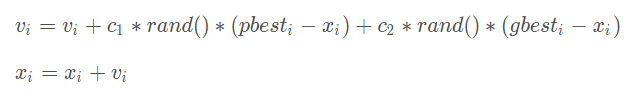 v_i = v_i + c_1 * rand() * (pbest_i − x_i) + c_2 * rand() * (gbest_i − x_i)
x_i = x_i + v_i